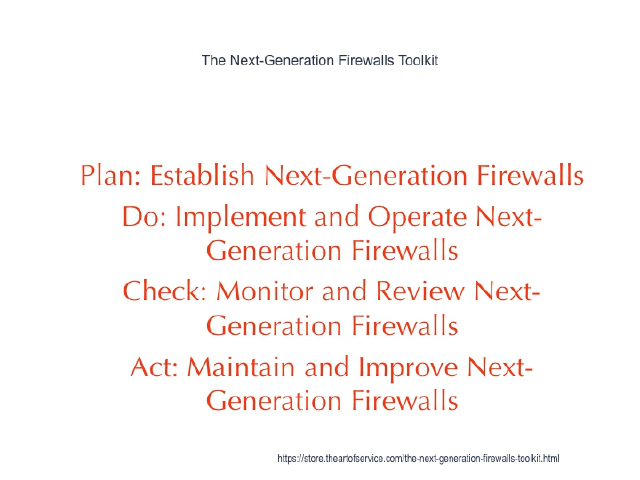 The Next-Generation Firewalls Toolkit
Plan: Establish Next-Generation Firewalls
Do: Implement and Operate Next-
Generation Firewalls
Check: Monitor and Review Next-
Generation Firewalls
Act: Maintain and Improve Next-
Generation Firewalls
https://store.theartofservice.com/the-next-generation-firewalls-toolkit.html